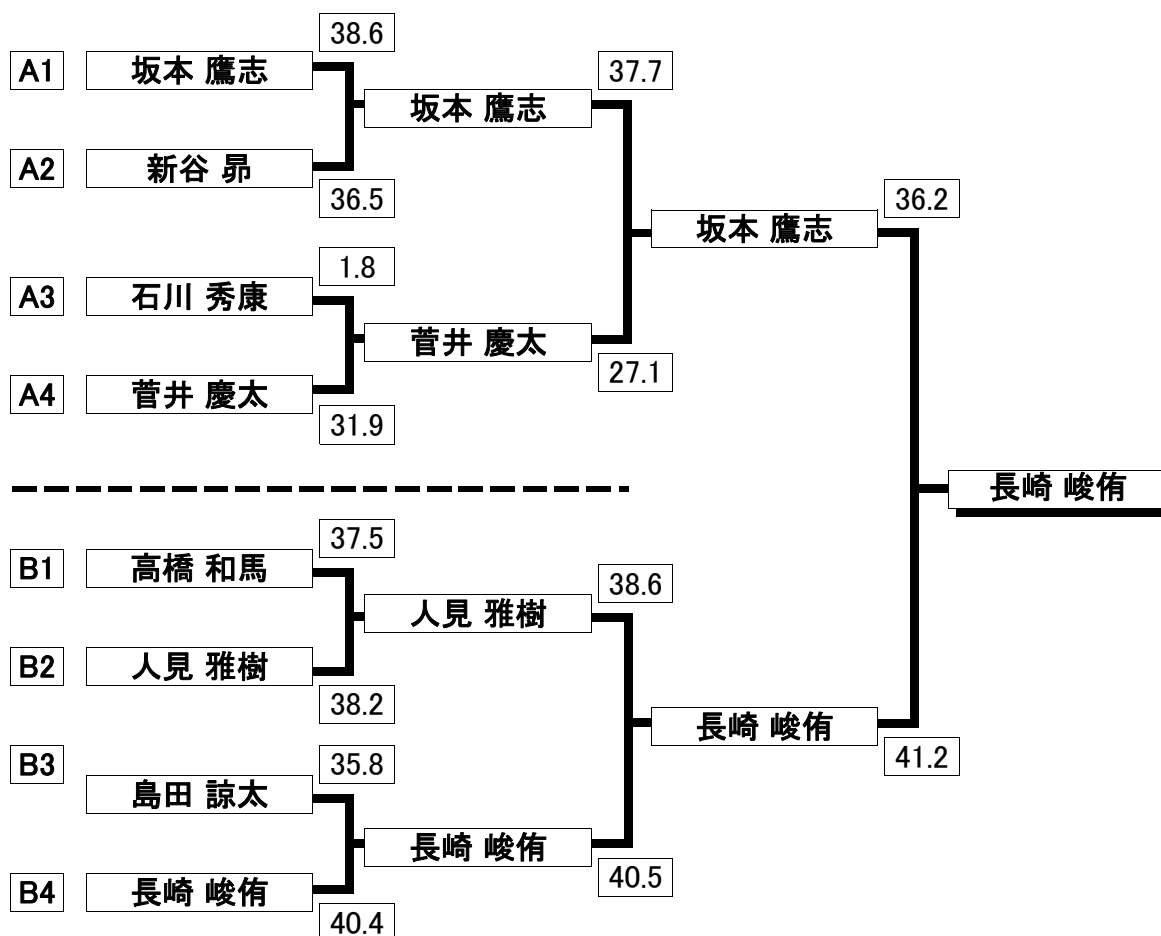 38.6
A1 坂本 鷹志
37.7
坂本 鷹志
A2 新谷 昴
36.5
36.2
坂本 鷹志
1.8
A3 石川 秀康
菅井 慶太
27.1
A4 菅井 慶太
31.9
長崎 峻侑
37.5
B1 高橋 和馬
38.6
人見 雅樹
B2 人見 雅樹
38.2
長崎 峻侑
41.2
B3
35.8
島田 諒太
長崎 峻侑
40.5
B4 長崎 峻侑
40.4